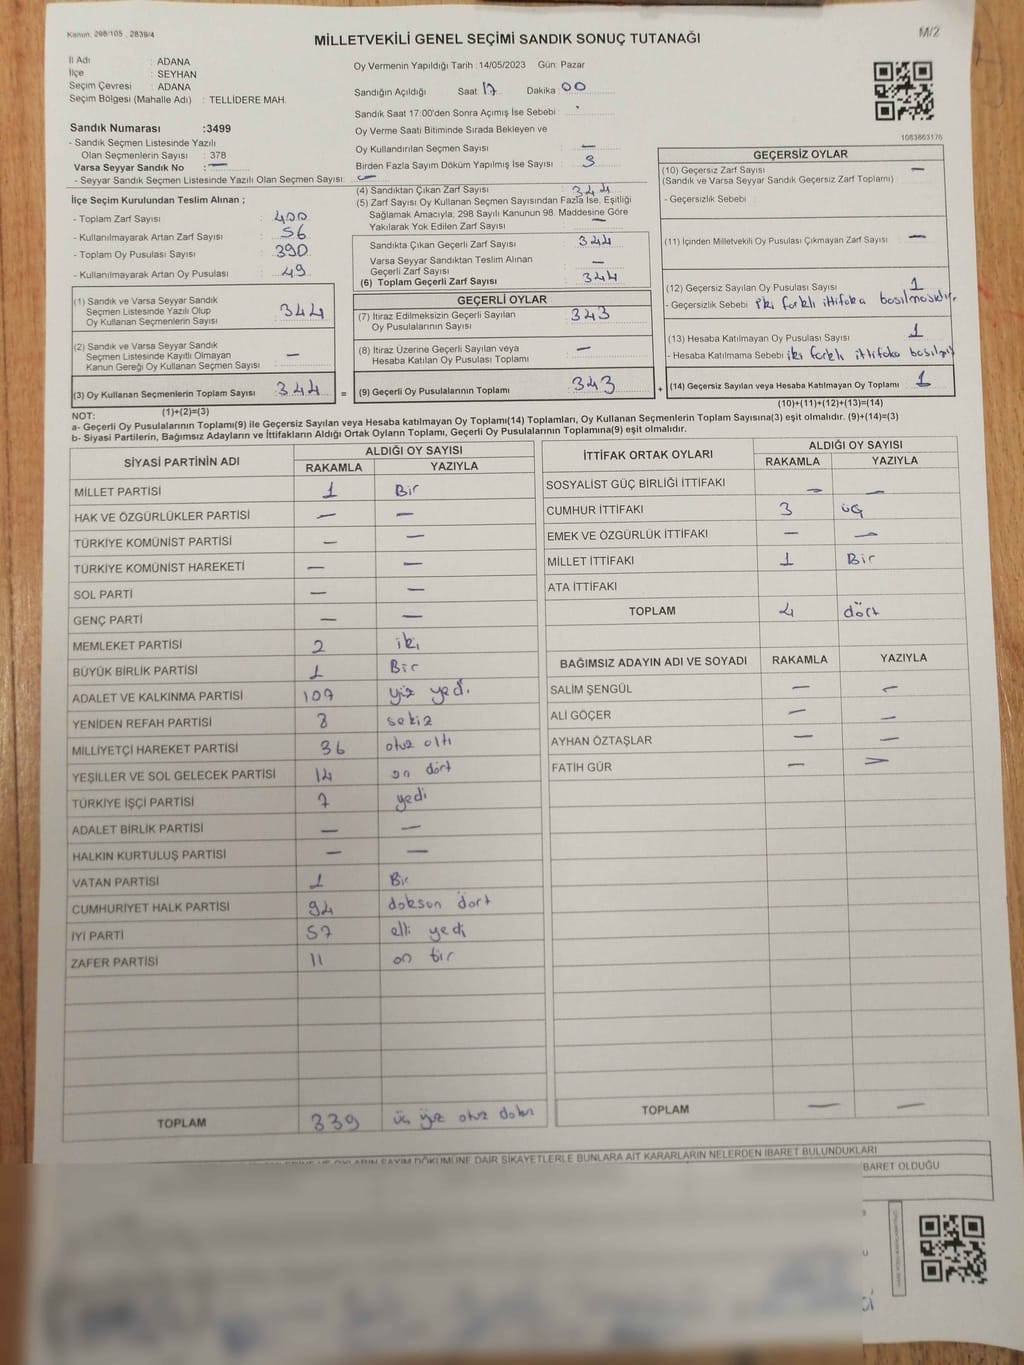 Kanun. 298/105 , 2839/4
M/2
MİLLETVEKİLİ GENEL SEÇİMİ SANDIK SONUÇ TUTANAĞI
İl Adı : ADANA
İlçe : SEYHAN
Seçim Çevresi : ADANA
Seçim Bölgesi (Mahalle Adı) : TELLİDERE MAH.
Sandık Numarası :3499
- Sandık Seçmen Listesinde Yazılı
Olan Seçmenlerin Sayısı : 378
Varsa Seyyar Sandık No : —
- Seyyar Sandık Seçmen Listesinde Yazılı Olan Seçmen Sayısı: —
Oy Vermenin Yapıldığı Tarih :14/05/2023 Gün: Pazar
Sandığın Açıldığı Saat 17 Dakika : 00
Sandık Saat 17:00'den Sonra Açımış İse Sebebi :
Oy Verme Saati Bitiminde Sırada Bekleyen ve
Oy Kullandırılan Seçmen Sayısı —
Birden Fazla Sayım Döküm Yapılmış İse Sayısı : 3
1083863176
İlçe Seçim Kurulundan Teslim Alınan ;
- Toplam Zarf Sayısı : 400
- Kullanılmayarak Artan Zarf Sayısı : 56
- Toplam Oy Pusulası Sayısı : 390
- Kullanılmayarak Artan Oy Pusulası : 49
(1) Sandık ve Varsa Seyyar Sandık
Seçmen Listesinde Yazılı Olup
Oy Kullanan Seçmenlerin Sayısı : 344
(2) Sandık ve Varsa Seyyar Sandık
Seçmen Listesinde Kayıtlı Olmayan
Kanun Gereği Oy Kullanan Seçmen Sayısı : —
(3) Oy Kullanan Seçmenlerin Toplam Sayısı : 344 =
(1)+(2)=(3)
(4) Sandıktan Çıkan Zarf Sayısı : 344
(5) Zarf Sayısı Oy Kullanan Seçmen Sayısından Fazla İse, Eşitliği
Sağlamak Amacıyla, 298 Sayılı Kanunun 98. Maddesine Göre
Yakılarak Yok Edilen Zarf Sayısı : —
Sandıkta Çıkan Geçerli Zarf Sayısı : 344
Varsa Seyyar Sandıktan Teslim Alınan
Geçerli Zarf Sayısı : —
(6) Toplam Geçerli Zarf Sayısı : 344
GEÇERLİ OYLAR
(7) İtiraz Edilmeksizin Geçerli Sayılan
Oy Pusulalarının Sayısı : 343
(8) İtiraz Üzerine Geçerli Sayılan veya
Hesaba Katılan Oy Pusulası Toplamı : —
(9) Geçerli Oy Pusulalarının Toplamı : 343 +
GEÇERSİZ OYLAR
(10) Geçersiz Zarf Sayısı : —
(Sandık ve Varsa Seyyar Sandık Geçersiz Zarf Toplamı)
- Geçersizlik Sebebi :
(11) İçinden Milletvekili Oy Pusulası Çıkmayan Zarf Sayısı : —
(12) Geçersiz Sayılan Oy Pusulası Sayısı : 1
- Geçersizlik Sebebi iki farklı ittifaka basılmasıdır.
(13) Hesaba Katılmayan Oy Pusulası Sayısı : 1
- Hesaba Katılmama Sebebi iki farklı ittifaka
(14) Geçersiz Sayılan veya Hesaba Katılmayan Oy Toplamı : 1
(10)+(11)+(12)+(13)=(14)
NOT:
a- Geçerli Oy Pusulalarının Toplamı(9) ile Geçersiz Sayılan veya Hesaba katılmayan Oy Toplamı(14) Toplamları, Oy Kullanan Seçmenlerin Toplam Sayısına(3) eşit olmalıdır. (9)+(14)=(3)
b- Siyasi Partilerin, Bağımsız Adayların ve İttifakların Aldığı Ortak Oyların Toplamı, Geçerli Oy Pusulalarının Toplamına(9) eşit olmalıdır.
SİYASİ PARTİNİN ADI ALDIĞI OY SAYISI
RAKAMLA YAZIYLA
MİLLET PARTİSİ 1 Bir
HAK VE ÖZGÜRLÜKLER PARTİSİ — —
TÜRKİYE KOMÜNİST PARTİSİ — —
TÜRKİYE KOMÜNİST HAREKETİ — —
SOL PARTİ — —
GENÇ PARTİ — —
MEMLEKET PARTİSİ 2 iki
BÜYÜK BİRLİK PARTİSİ 1 Bir
ADALET VE KALKINMA PARTİSİ 107 yüz yedi
YENİDEN REFAH PARTİSİ 8 sekiz
MİLLİYETÇİ HAREKET PARTİSİ 36 otuz altı
YEŞİLLER VE SOL GELECEK PARTİSİ 14 on dört
TÜRKİYE İŞÇİ PARTİSİ 7 yedi
ADALET BİRLİK PARTİSİ — —
HALKIN KURTULUŞ PARTİSİ — —
VATAN PARTİSİ 1 Bir
CUMHURİYET HALK PARTİSİ 94 doksan dört
İYİ PARTİ 57 elli yedi
ZAFER PARTİSİ 11 on bir
TOPLAM 339 üç yüz otuz dokuz
İTTİFAK ORTAK OYLARI ALDIĞI OY SAYISI
RAKAMLA YAZIYLA
SOSYALİST GÜÇ BİRLİĞİ İTTİFAKI — —
CUMHUR İTTİFAKI 3 üç
EMEK VE ÖZGÜRLÜK İTTİFAKI — —
MİLLET İTTİFAKI 1 Bir
ATA İTTİFAKI
TOPLAM 4 dört
BAĞIMSIZ ADAYIN ADI VE SOYADI RAKAMLA YAZIYLA
SALİM ŞENGÜL — —
ALİ GÖÇER — —
AYHAN ÖZTAŞLAR — —
FATİH GÜR — —
TOPLAM — —
OYLARIN SAYIM DÖKÜMÜNE DAİR ŞİKAYETLERLE BUNLARA AİT KARARLARIN NELERDEN İBARET BULUNDUKLARI
BARET OLDUĞU